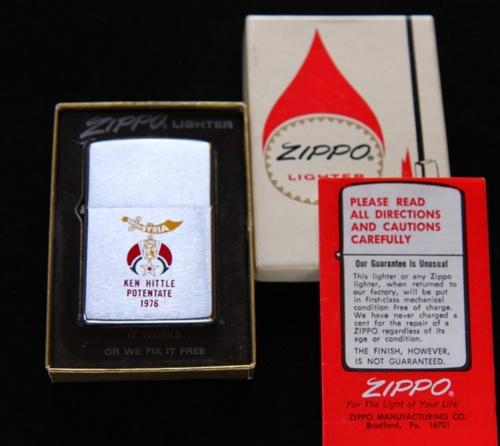 ZIPPO LIGHTER
SYRIA
KEN HITTLE
POTENTATE
1976
IT WORKS...
OR WE FIX IT FREE
ZIPPO
LIGHTER
PLEASE READ
ALL DIRECTIONS
AND CAUTIONS
CAREFULLY
Our Guarantee is Unusual
This lighter or any Zippo
lighter, when returned to
our factory, will be put
in first-class mechanical
condition free of charge.
We have never charged a
cent for the repair of a
ZIPPO regardless of its
age or condition.
THE FINISH, HOWEVER,
IS NOT GUARANTEED.
ZIPPO
For The Light of Your Life
ZIPPO MANUFACTURING CO.
Bradford, Pa. 16701